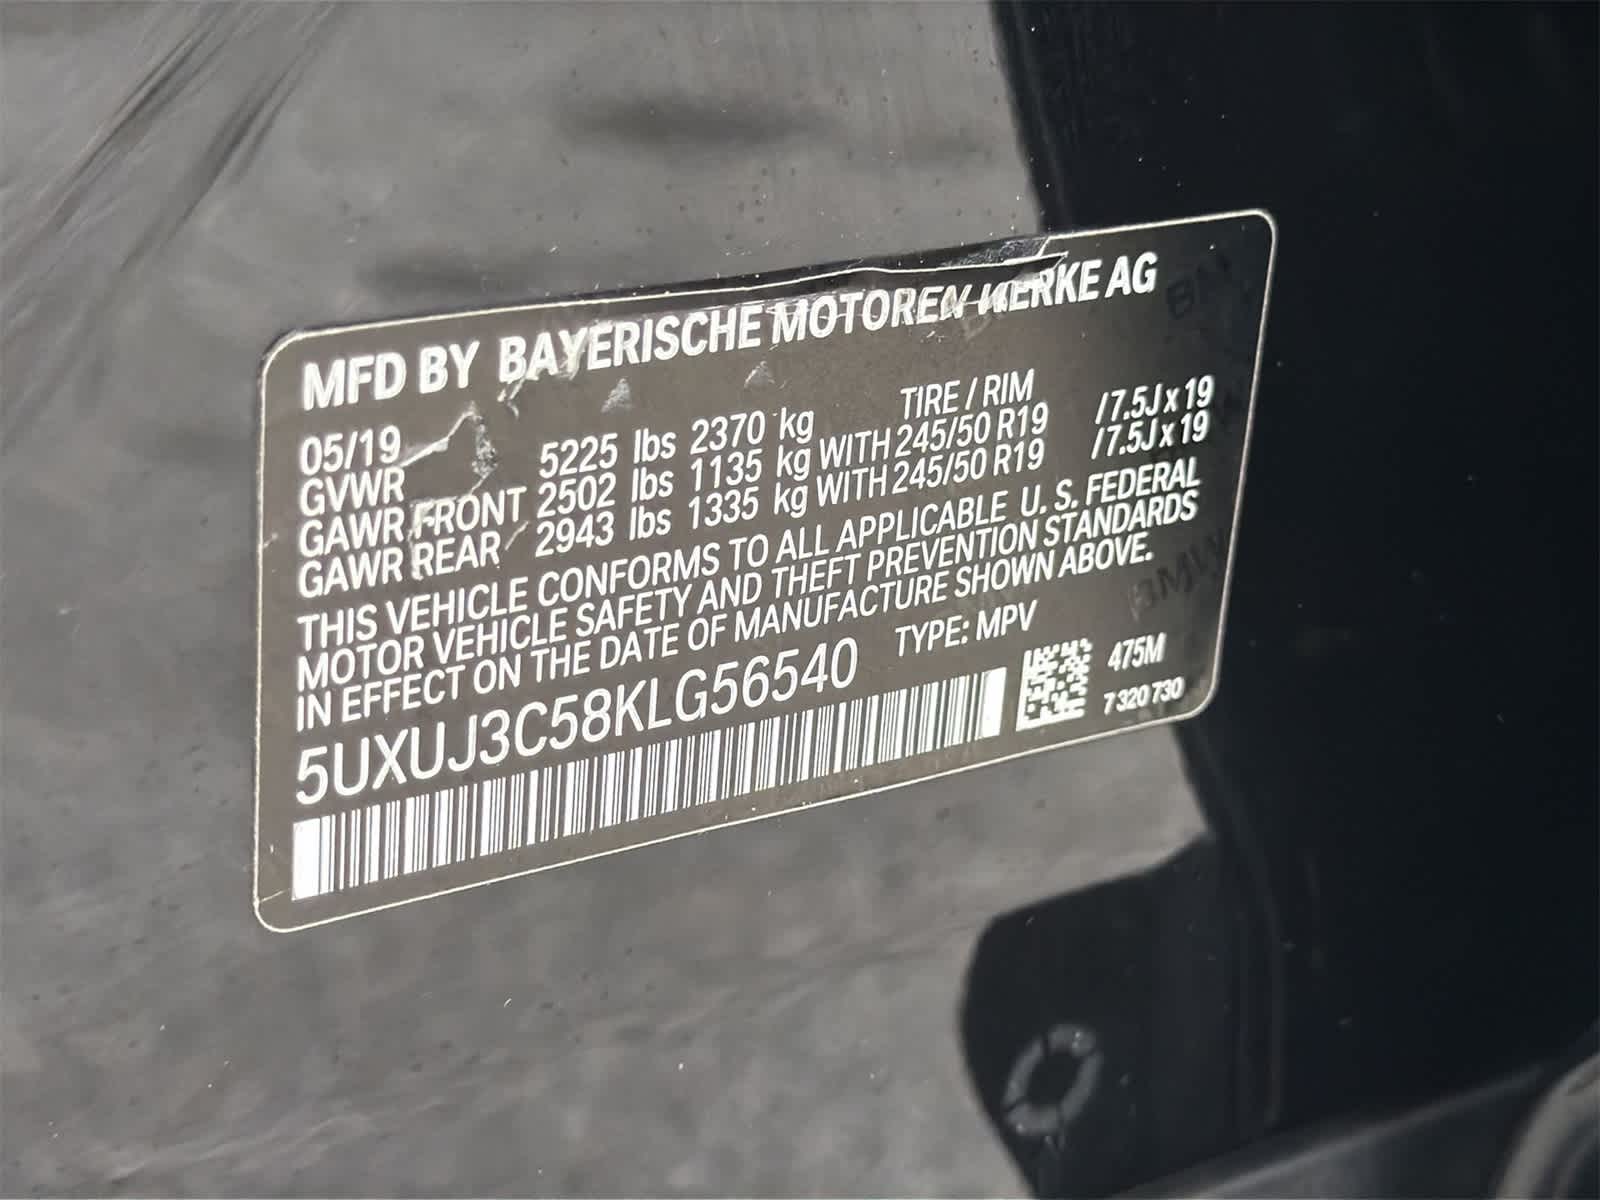 MFD BY BAYERISCHE MOTOREN WERKE AG
05/19 TIRE / RIM
GVWR 5225 lbs 2370 kg
GAWR FRONT 2502 lbs 1135 kg WITH 245/50 R19 /7.5J x 19
GAWR REAR 2943 lbs 1335 kg WITH 245/50 R19 /7.5J x 19
THIS VEHICLE CONFORMS TO ALL APPLICABLE U. S. FEDERAL
MOTOR VEHICLE SAFETY AND THEFT PREVENTION STANDARDS
IN EFFECT ON THE DATE OF MANUFACTURE SHOWN ABOVE.
5UXUJ3C58KLG56540 TYPE: MPV
475M
7 320 730
BMW